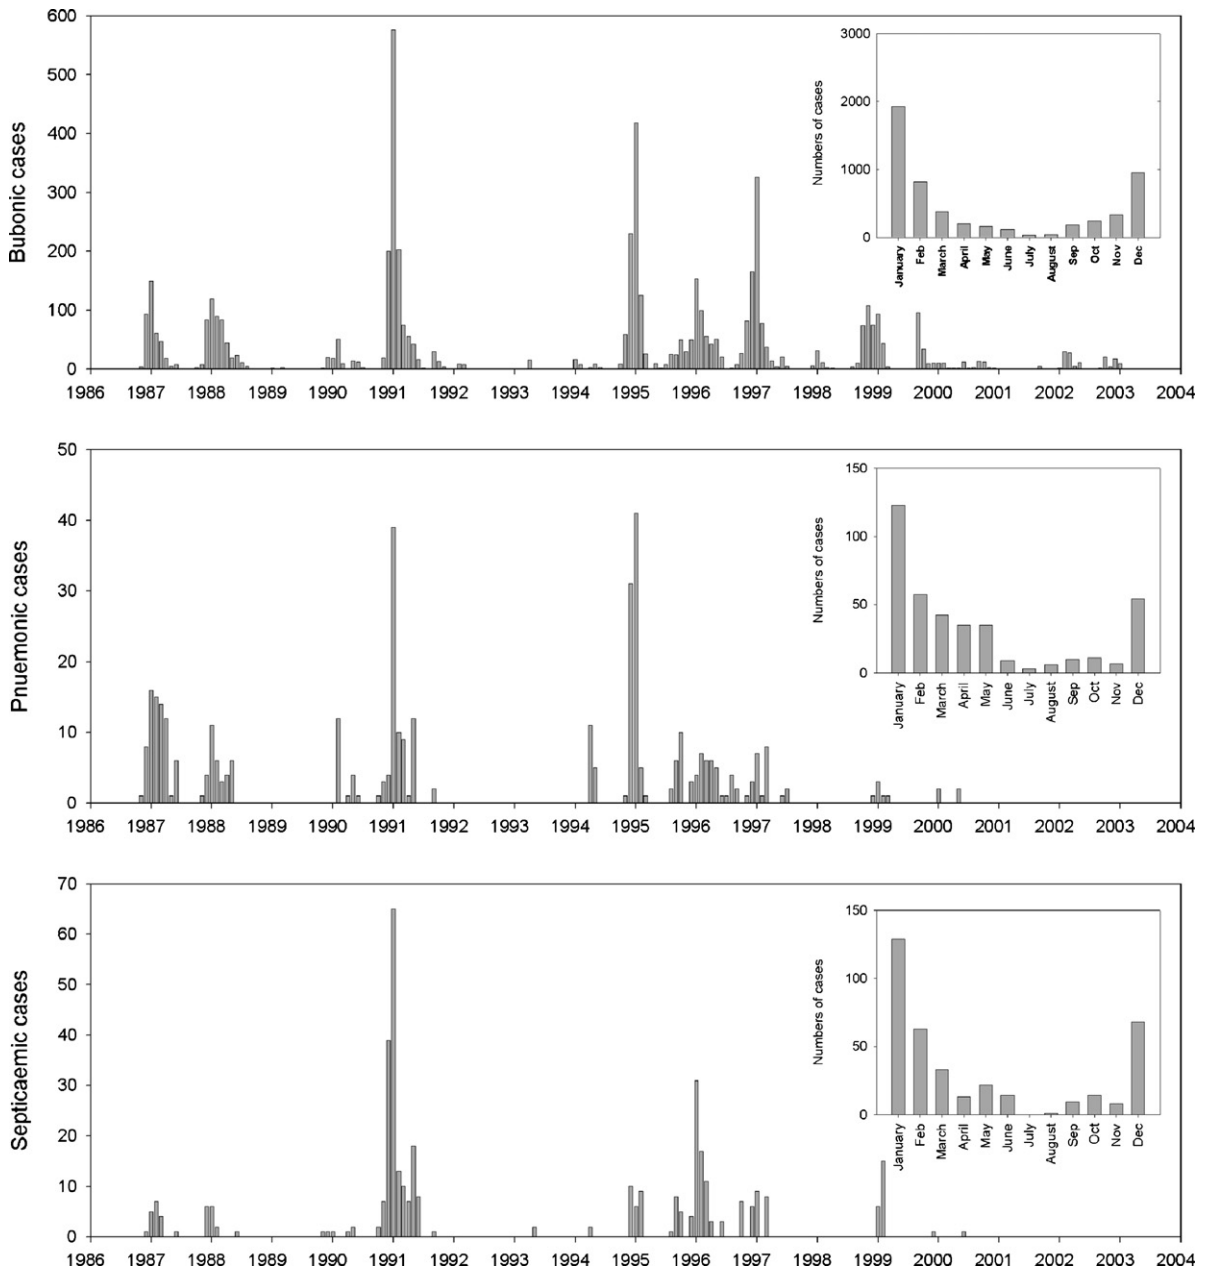 600
500
400
300
200
100
0
Bubonic cases
1986 1987 1988 1989 1990 1991 1992 1993 1994 1995 1996 1997 1998 1999 2000 2001 2002 2003 2004
3000
2000
1000
0
Numbers of cases
January Feb March April May June July August Sep Oct Nov Dec
50
40
30
20
10
0
Pnuemonic cases
1986 1987 1988 1989 1990 1991 1992 1993 1994 1995 1996 1997 1998 1999 2000 2001 2002 2003 2004
150
100
50
0
Numbers of cases
January Feb March April May June July August Sep Oct Nov Dec
70
60
50
40
30
20
10
0
Septicaemic cases
1986 1987 1988 1989 1990 1991 1992 1993 1994 1995 1996 1997 1998 1999 2000 2001 2002 2003 2004
150
100
50
0
Numbers of cases
January Feb March April May June July August Sep Oct Nov Dec